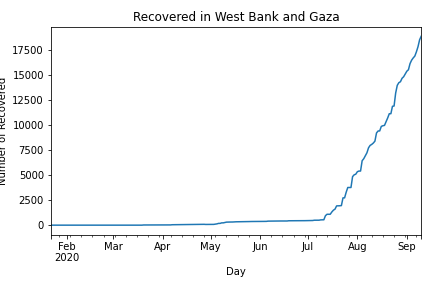 Recovered in West Bank and Gaza
Number of Recovered
17500
15000
12500
10000
7500
5000
2500
0
Feb Mar Apr May Jun Jul Aug Sep
2020
Day